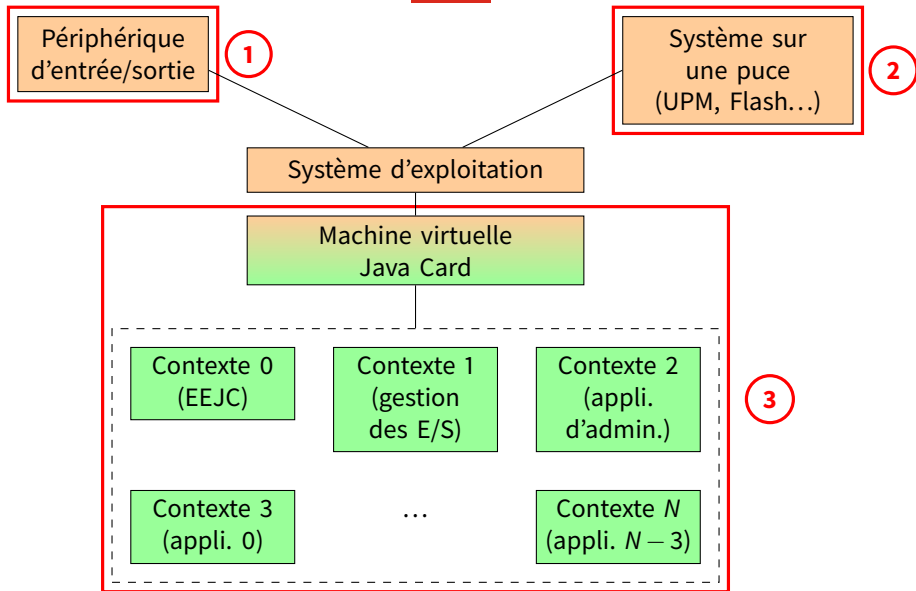 Périphérique
d'entrée/sortie
1
Système sur
une puce
(UPM, Flash…)
2
Système d'exploitation
Machine virtuelle
Java Card
Contexte 0
(EEJC)
Contexte 1
(gestion
des E/S)
Contexte 2
(appli.
d'admin.)
3
Contexte 3
(appli. 0)
…
Contexte N
(appli. N − 3)